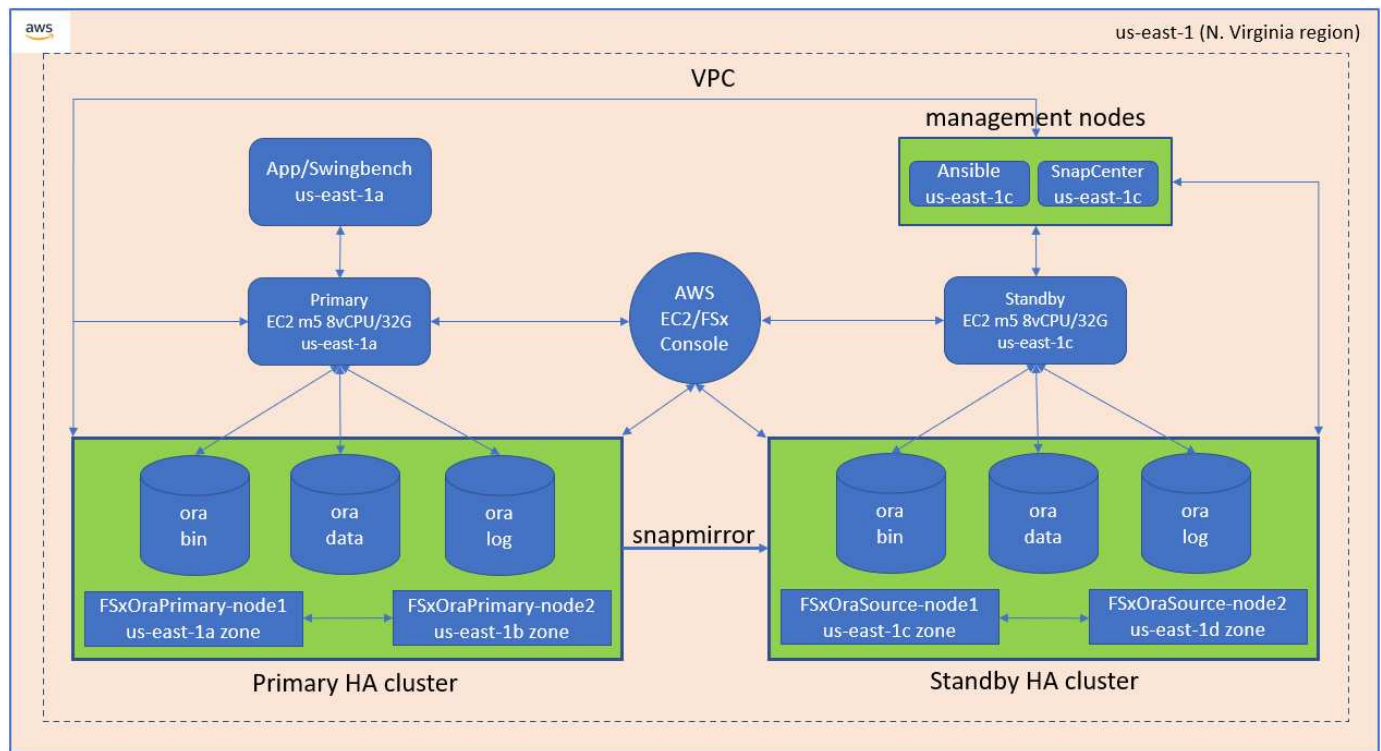 aws
us-east-1 (N. Virginia region)
VPC
management nodes
App/Swingbench
us-east-1a
Ansible
us-east-1c
SnapCenter
us-east-1c
Primary
EC2 m5 8vCPU/32G
us-east-1a
AWS
EC2/FSx
Console
Standby
EC2 m5 8vCPU/32G
us-east-1c
ora
bin
ora
data
ora
log
snapmirror
ora
bin
ora
data
ora
log
FSxOraPrimary-node1
us-east-1a zone
FSxOraPrimary-node2
us-east-1b zone
FSxOraSource-node1
us-east-1c zone
FSxOraSource-node2
us-east-1d zone
Primary HA cluster
Standby HA cluster